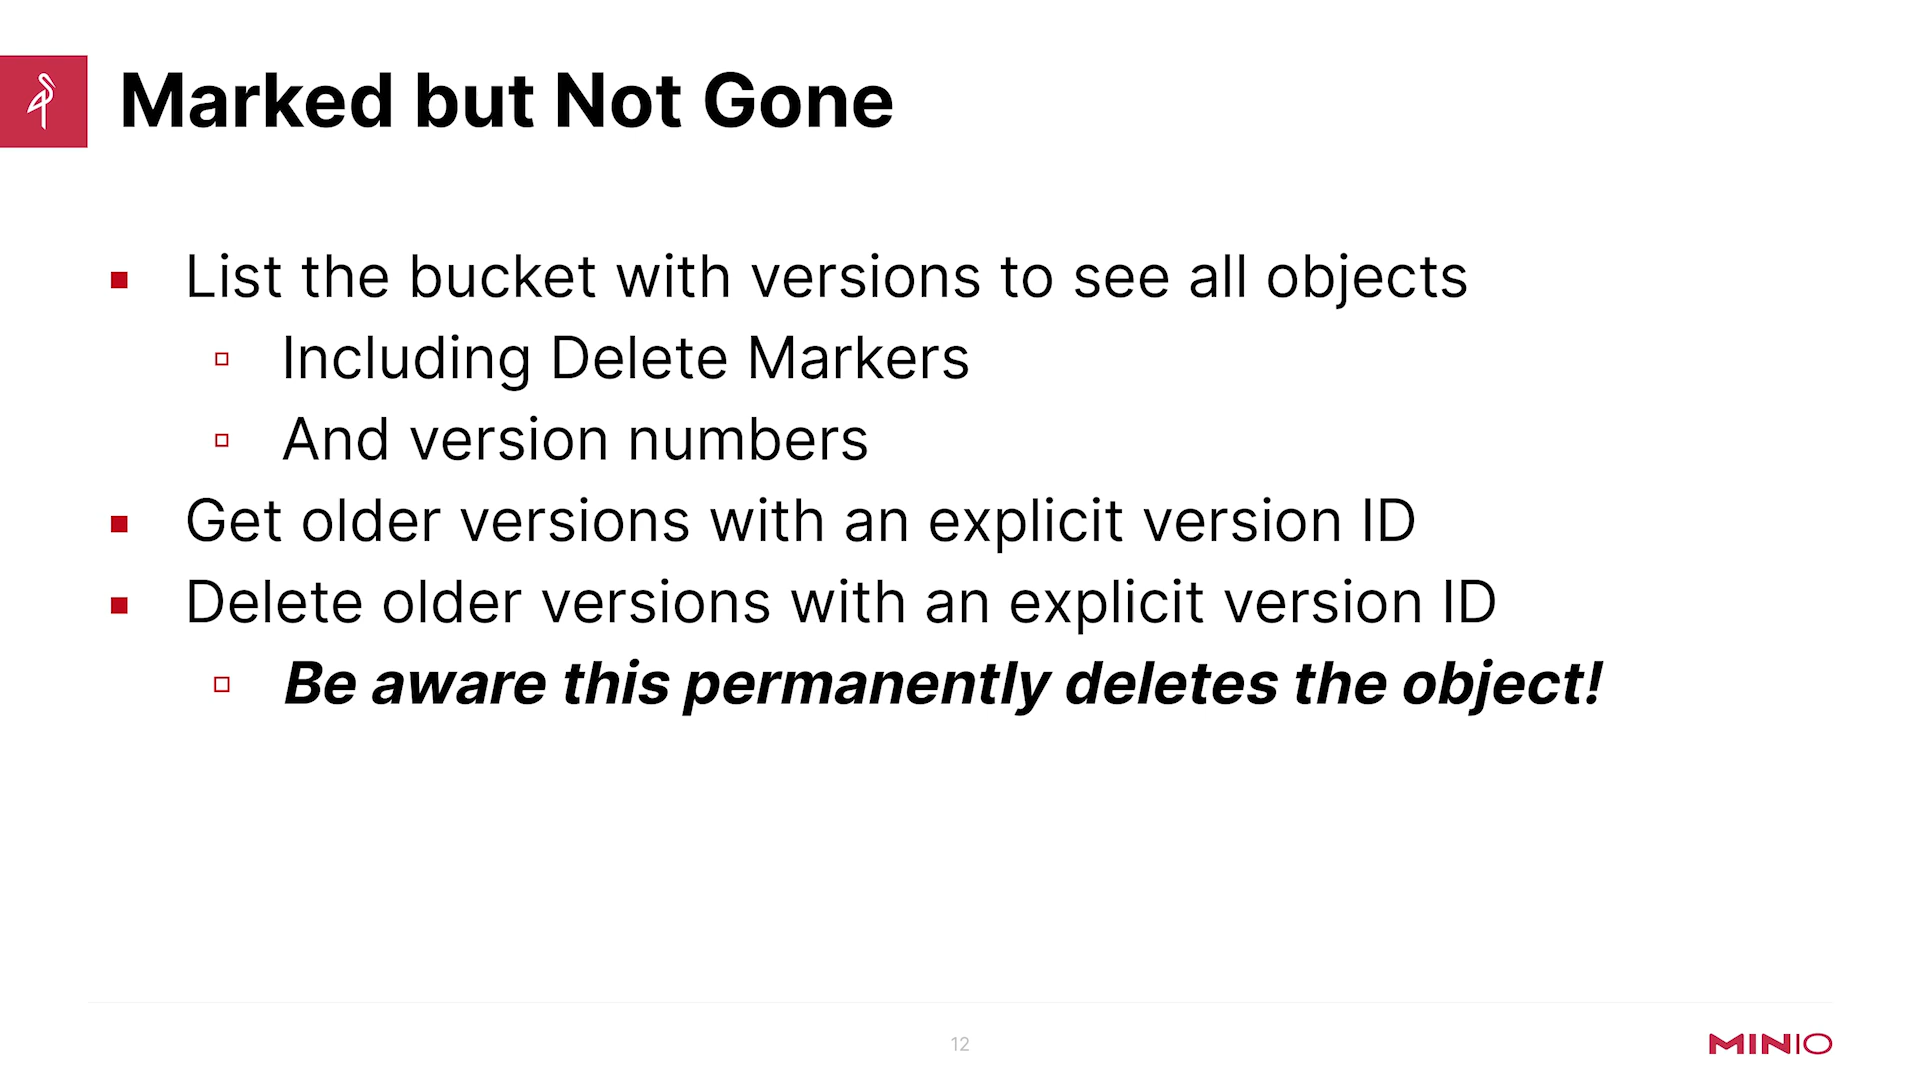 Marked but Not Gone
List the bucket with versions to see all objects
Including Delete Markers
And version numbers
Get older versions with an explicit version ID
Delete older versions with an explicit version ID
Be aware this permanently deletes the object!
12
MINIO